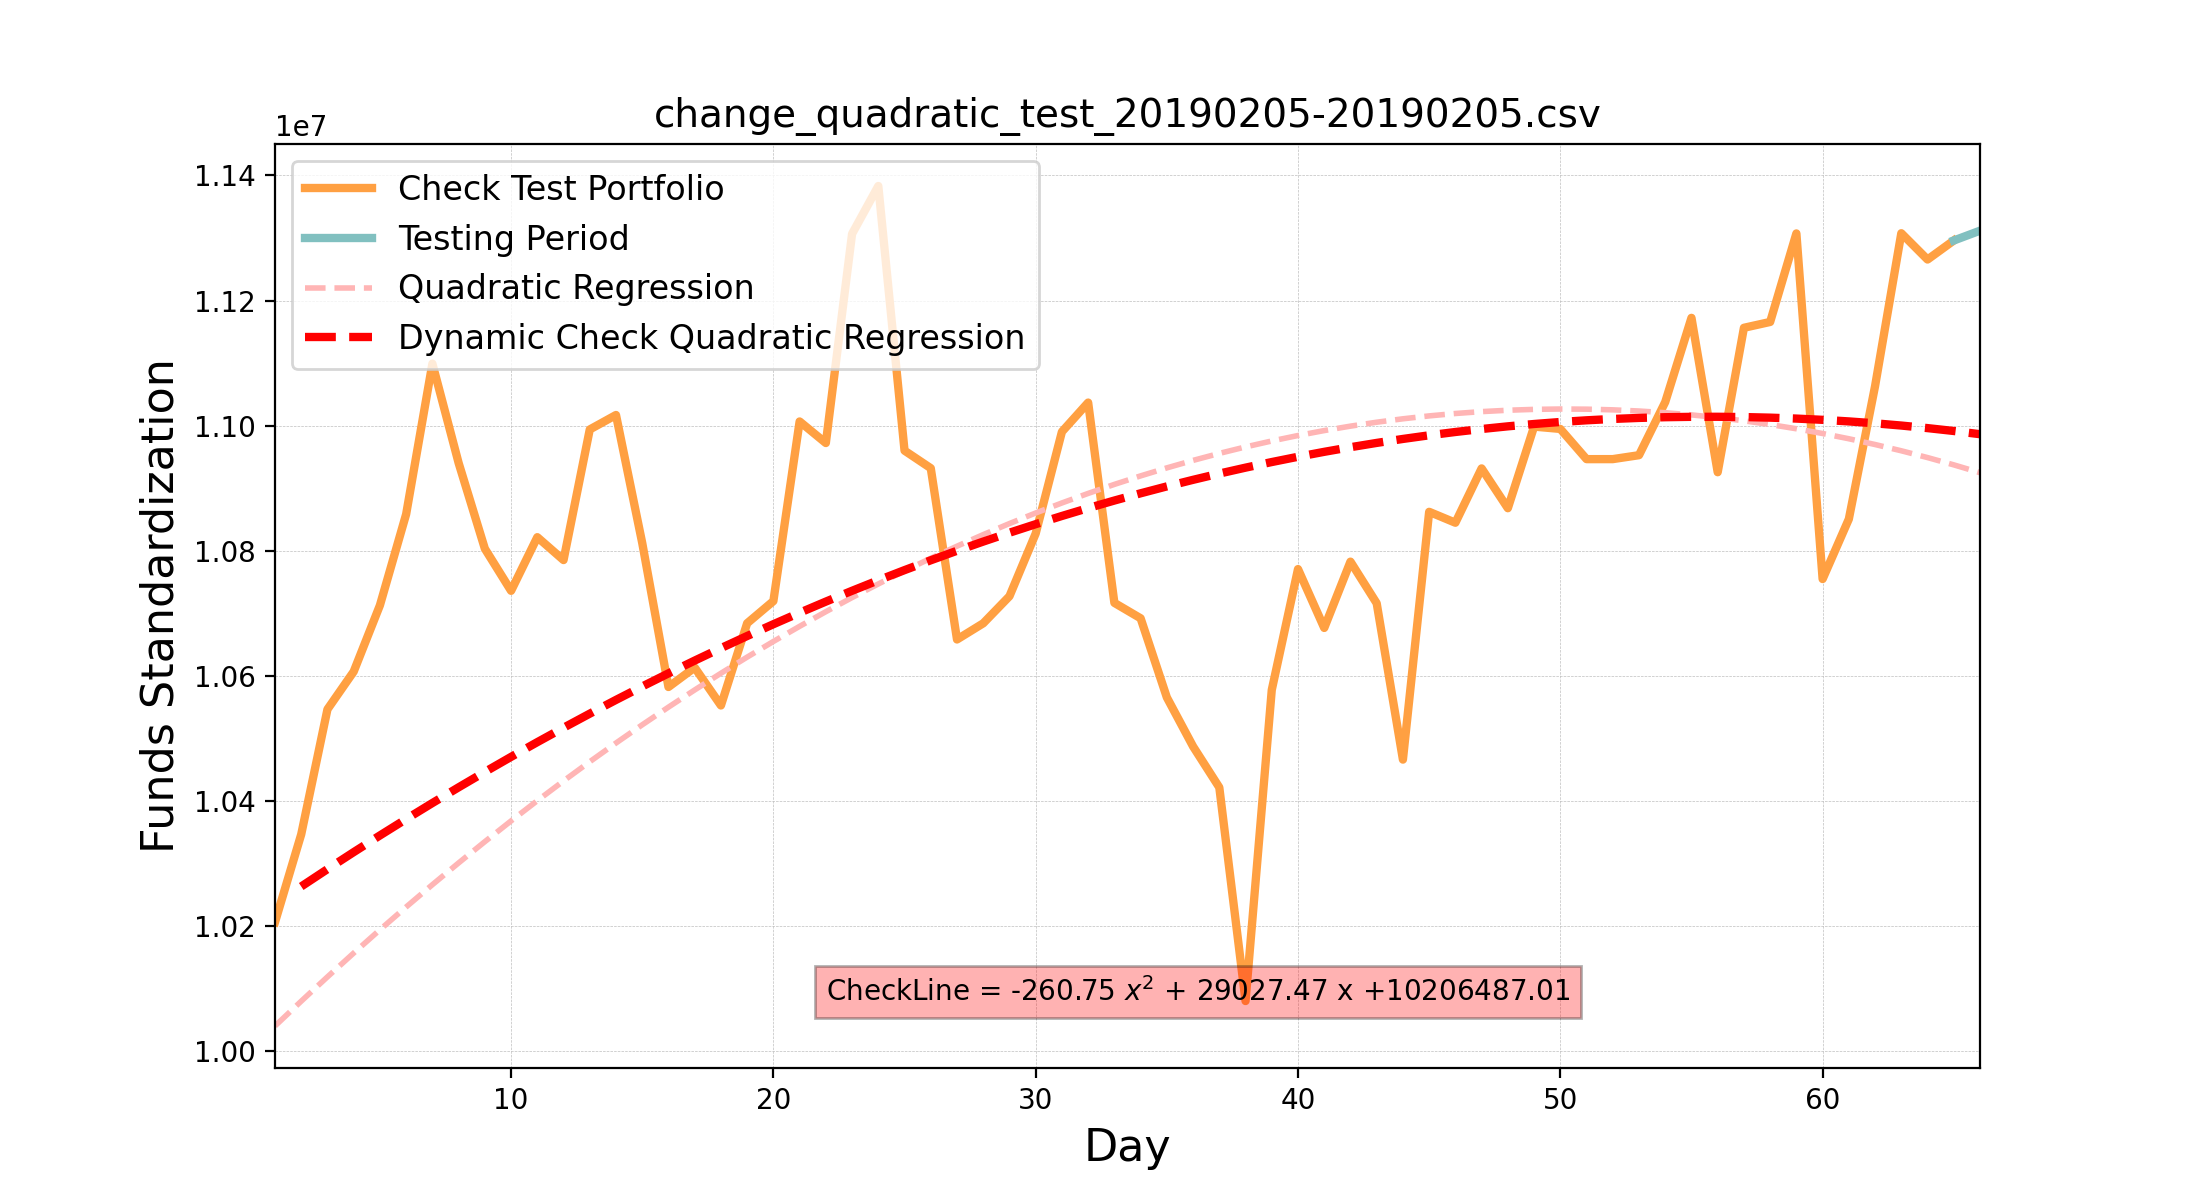 change_quadratic_test_20190205-20190205.csv
1e7
Check Test Portfolio
Testing Period
Quadratic Regression
Dynamic Check Quadratic Regression
1.14
1.12
1.10
1.08
1.06
1.04
1.02
1.00
Funds Standardization
CheckLine = -260.75 x² + 29027.47 x +10206487.01
10 20 30 40 50 60
Day